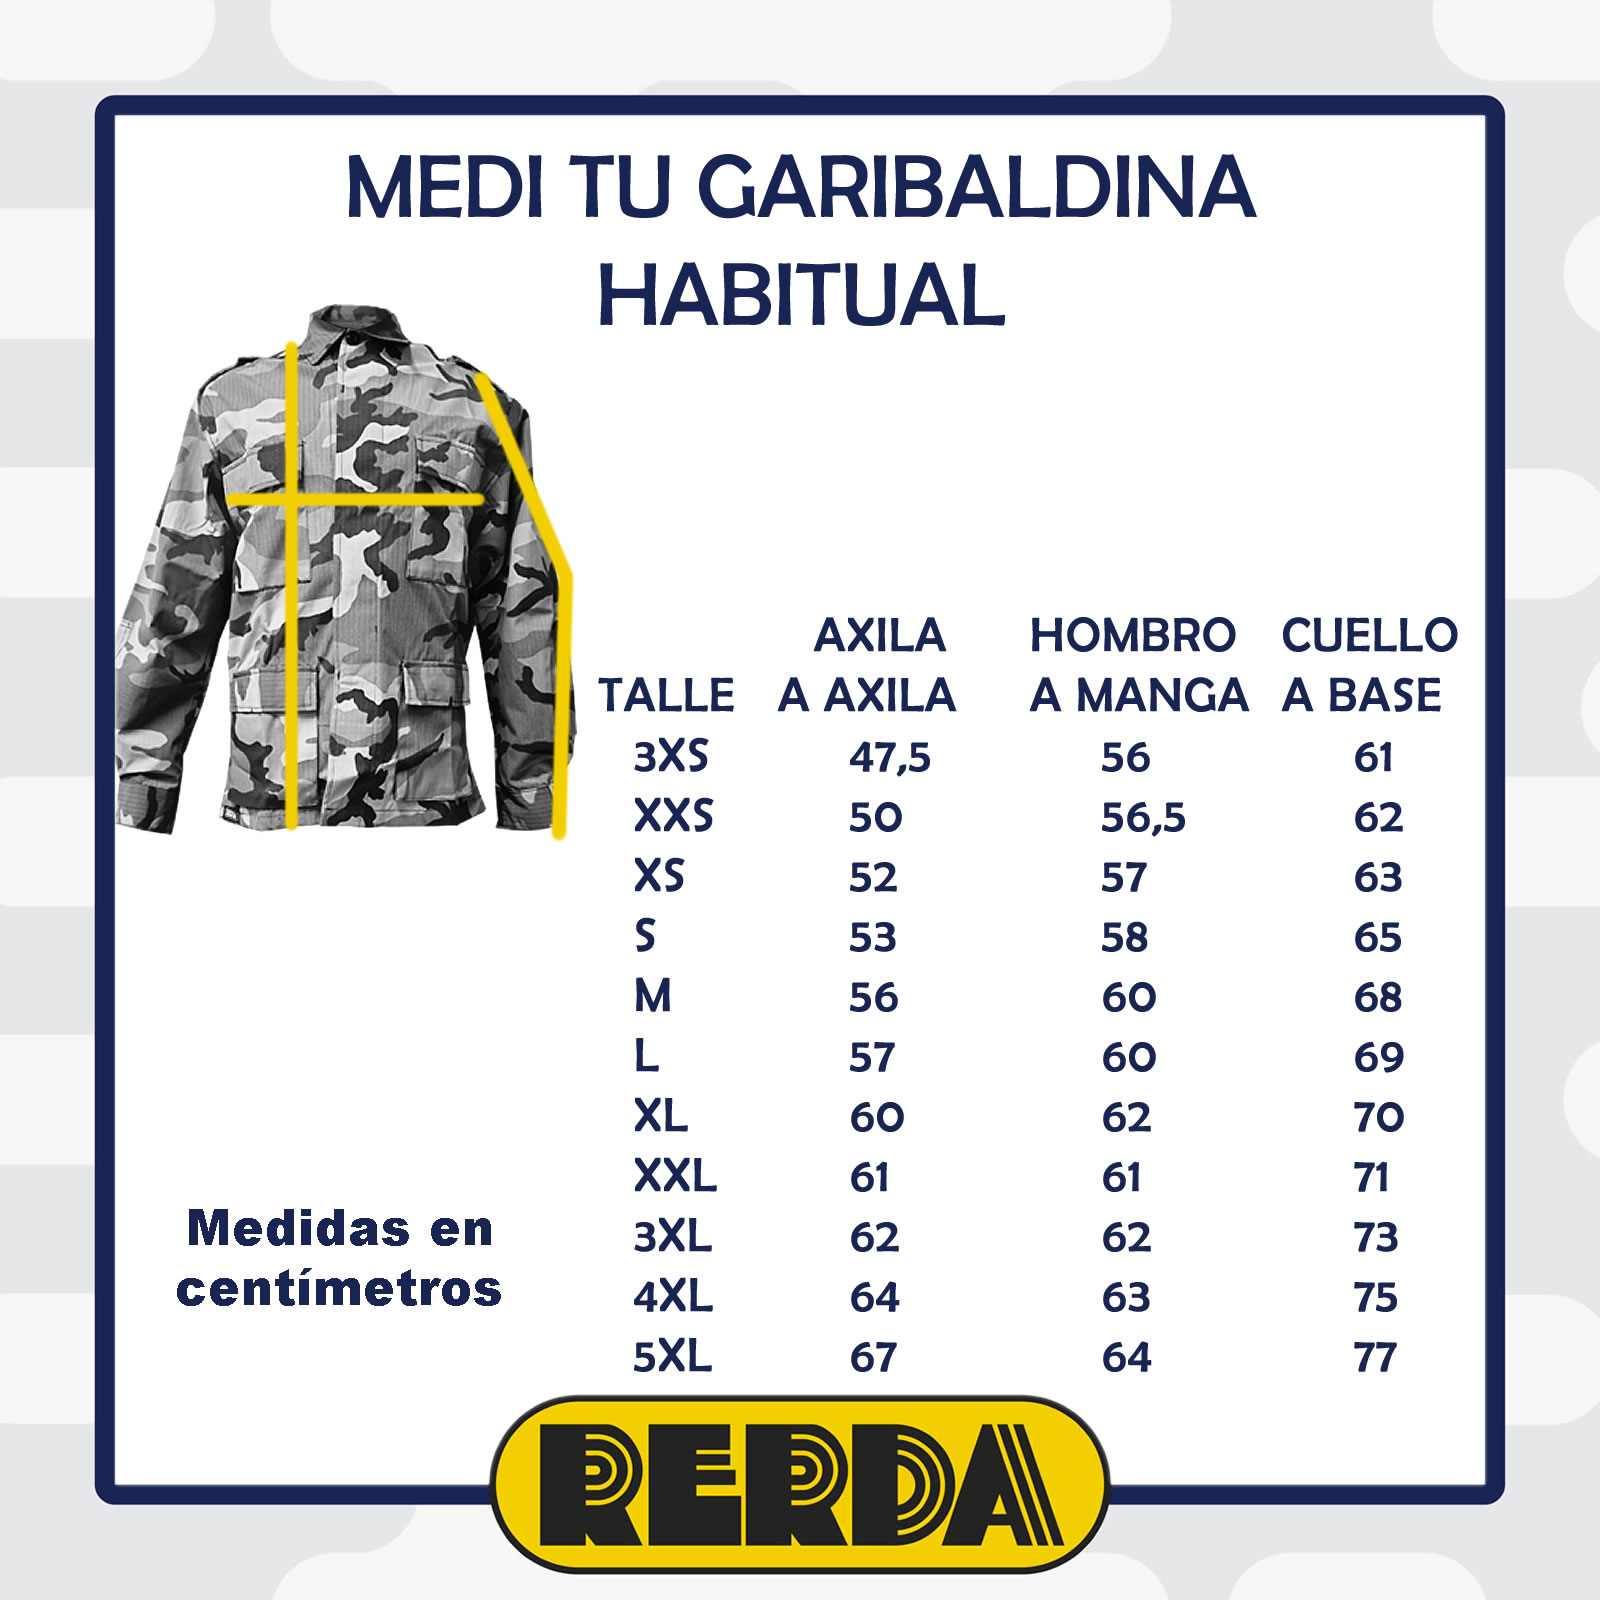 MEDI TU GARIBALDINA
HABITUAL
AXILA HOMBRO CUELLO
TALLE A AXILA A MANGA A BASE
3XS 47,5 56 61
XXS 50 56,5 62
XS 52 57 63
S 53 58 65
M 56 60 68
L 57 60 69
XL 60 62 70
XXL 61 61 71
3XL 62 62 73
4XL 64 63 75
5XL 67 64 77
Medidas en
centímetros
RERDA